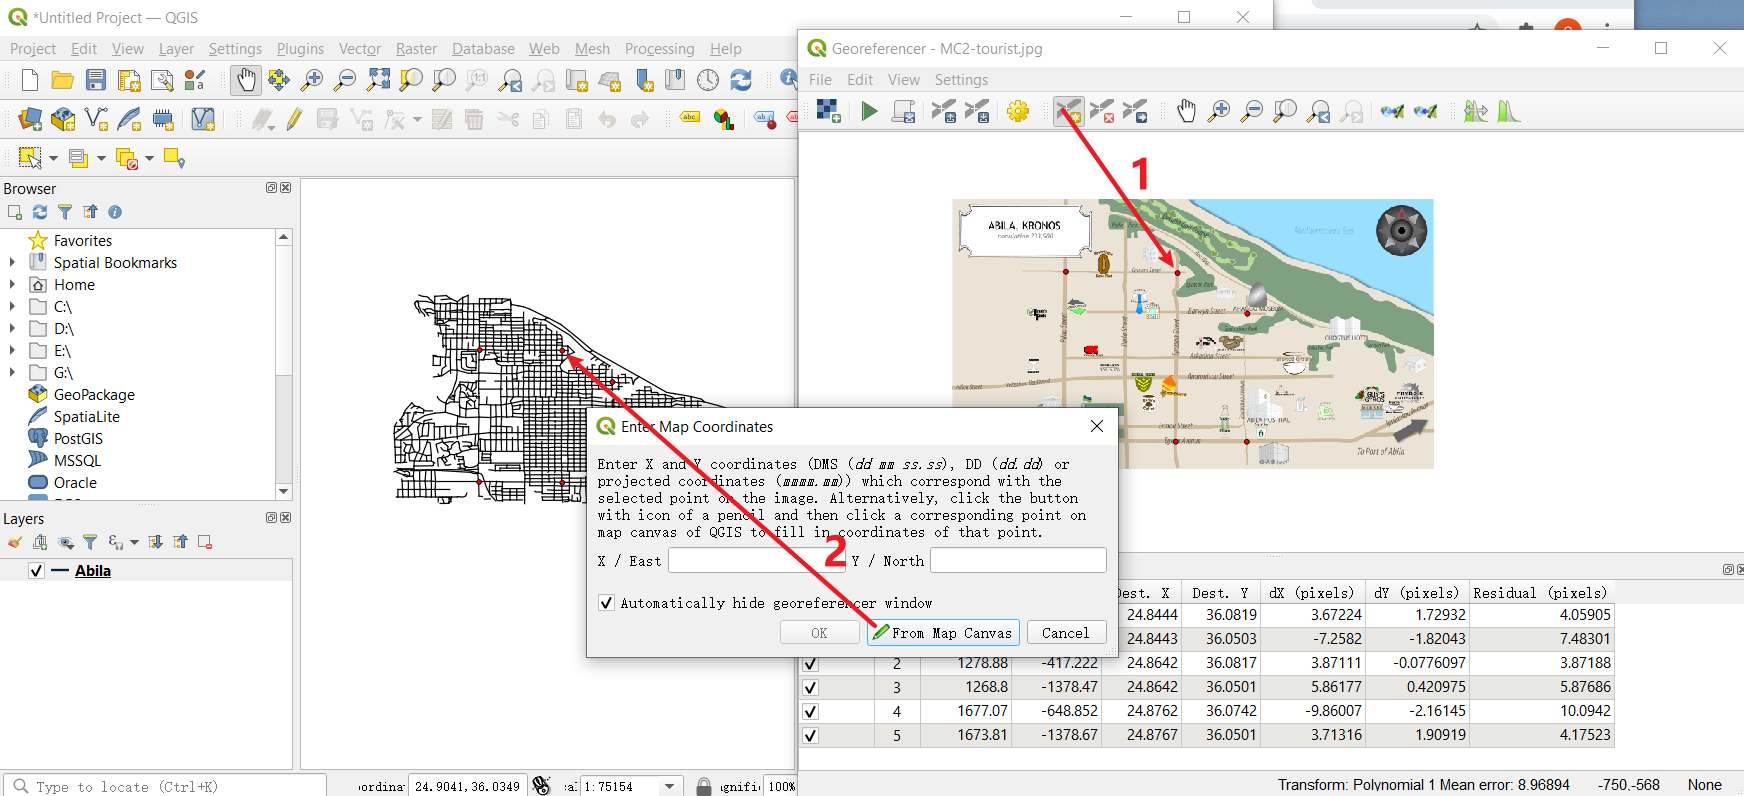 *Untitled Project — QGIS
Project Edit View Layer Settings Plugins Vector Raster Database Web Mesh Processing Help
Georeferencer - MC2-tourist.jpg
File Edit View Settings
abc
Browser
Favorites
Spatial Bookmarks
Home
C:\
D:\
E:\
G:\
GeoPackage
SpatiaLite
PostGIS
MSSQL
Oracle
Layers
Abila
1
ABILA, KRONOS
Mediterranean Sea
To Port of Abila
Enter Map Coordinates
Enter X and Y coordinates (DMS (dd mm ss.ss), DD (dd.dd) or
projected coordinates (mmmm.mm)) which correspond with the
selected point on the image. Alternatively, click the button
with icon of a pencil and then click a corresponding point on
map canvas of QGIS to fill in coordinates of that point.
2
X / East
Y / North
Automatically hide georeferencer window
OK
From Map Canvas
Cancel
Dest. X Dest. Y dX (pixels) dY (pixels) Residual (pixels)
24.8444 36.0819 3.67224 1.72932 4.05905
24.8443 36.0503 -7.2582 -1.82043 7.48301
2 1278.88 -417.222 24.8642 36.0817 3.87111 -0.0776097 3.87188
3 1268.8 -1378.47 24.8642 36.0501 5.86177 0.420975 5.87686
4 1677.07 -648.852 24.8762 36.0742 -9.86007 -2.16145 10.0942
5 1673.81 -1378.67 24.8767 36.0501 3.71316 1.90919 4.17523
Type to locate (Ctrl+K)
ordinat 24.9041,36.0349
1:75154
gnifi
100%
Transform: Polynomial 1 Mean error: 8.96894 -750,-568 None